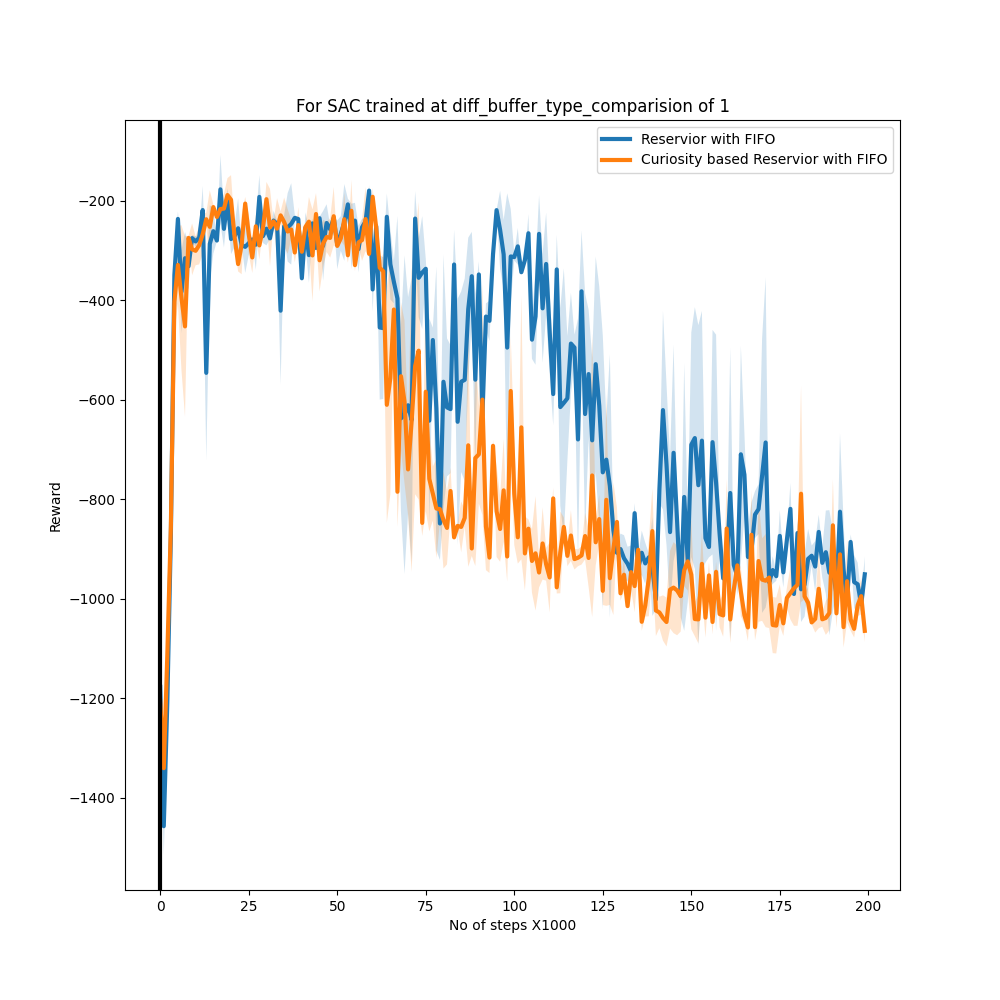 For SAC trained at diff_buffer_type_comparision of 1
Reservior with FIFO
Curiosity based Reservior with FIFO
Reward
−200
−400
−600
−800
−1000
−1200
−1400
0 25 50 75 100 125 150 175 200
No of steps X1000